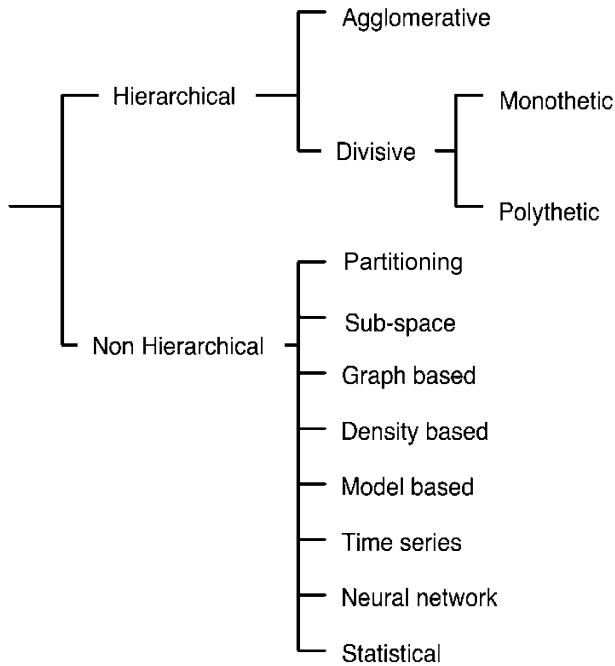 Agglomerative
Hierarchical
Monothetic
Divisive
Polythetic
Partitioning
Sub-space
Non Hierarchical
Graph based
Density based
Model based
Time series
Neural network
Statistical